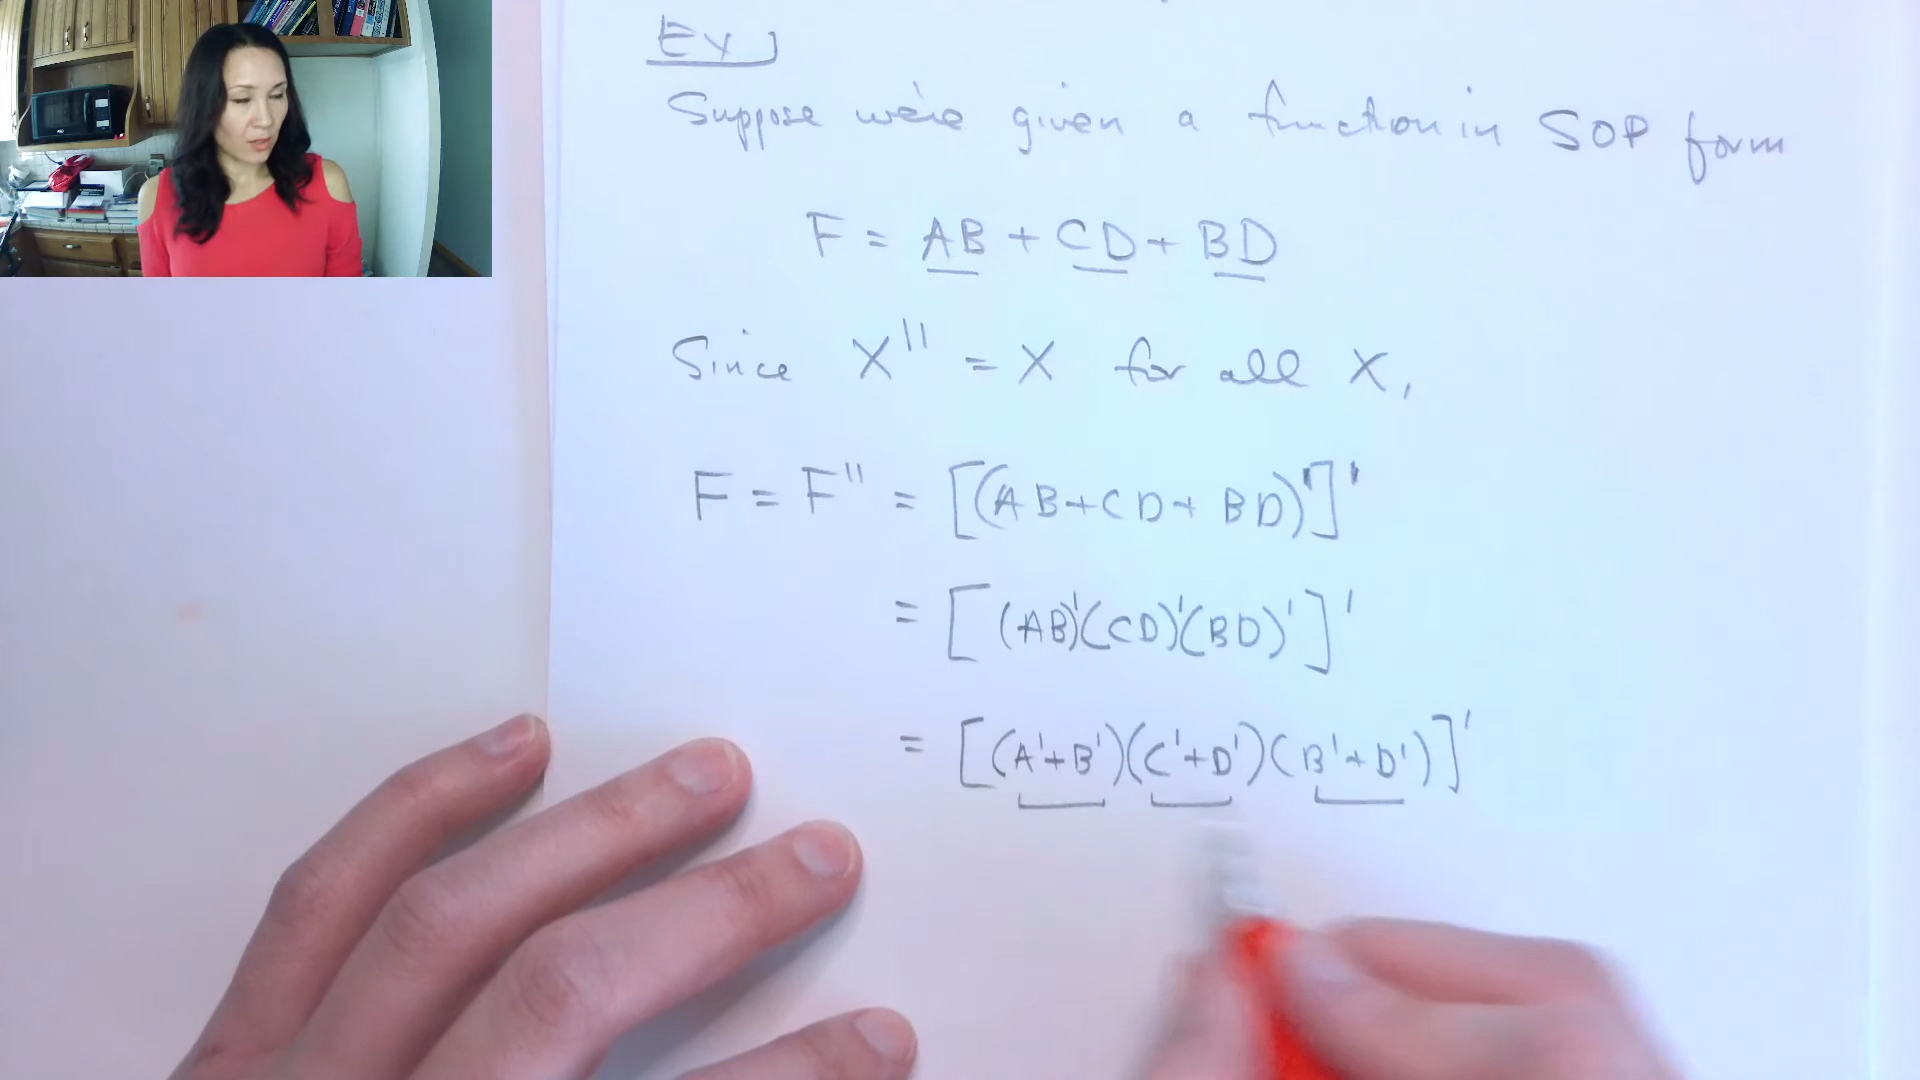 Ex]
Suppose we're given a function in SOP form
F = AB + CD + BD
Since X'' = X for all X,
F = F'' = [(AB+CD+BD)']'
= [(AB)'(CD)'(BD)']'
= [(A'+B')(C'+D')(B'+D')]'